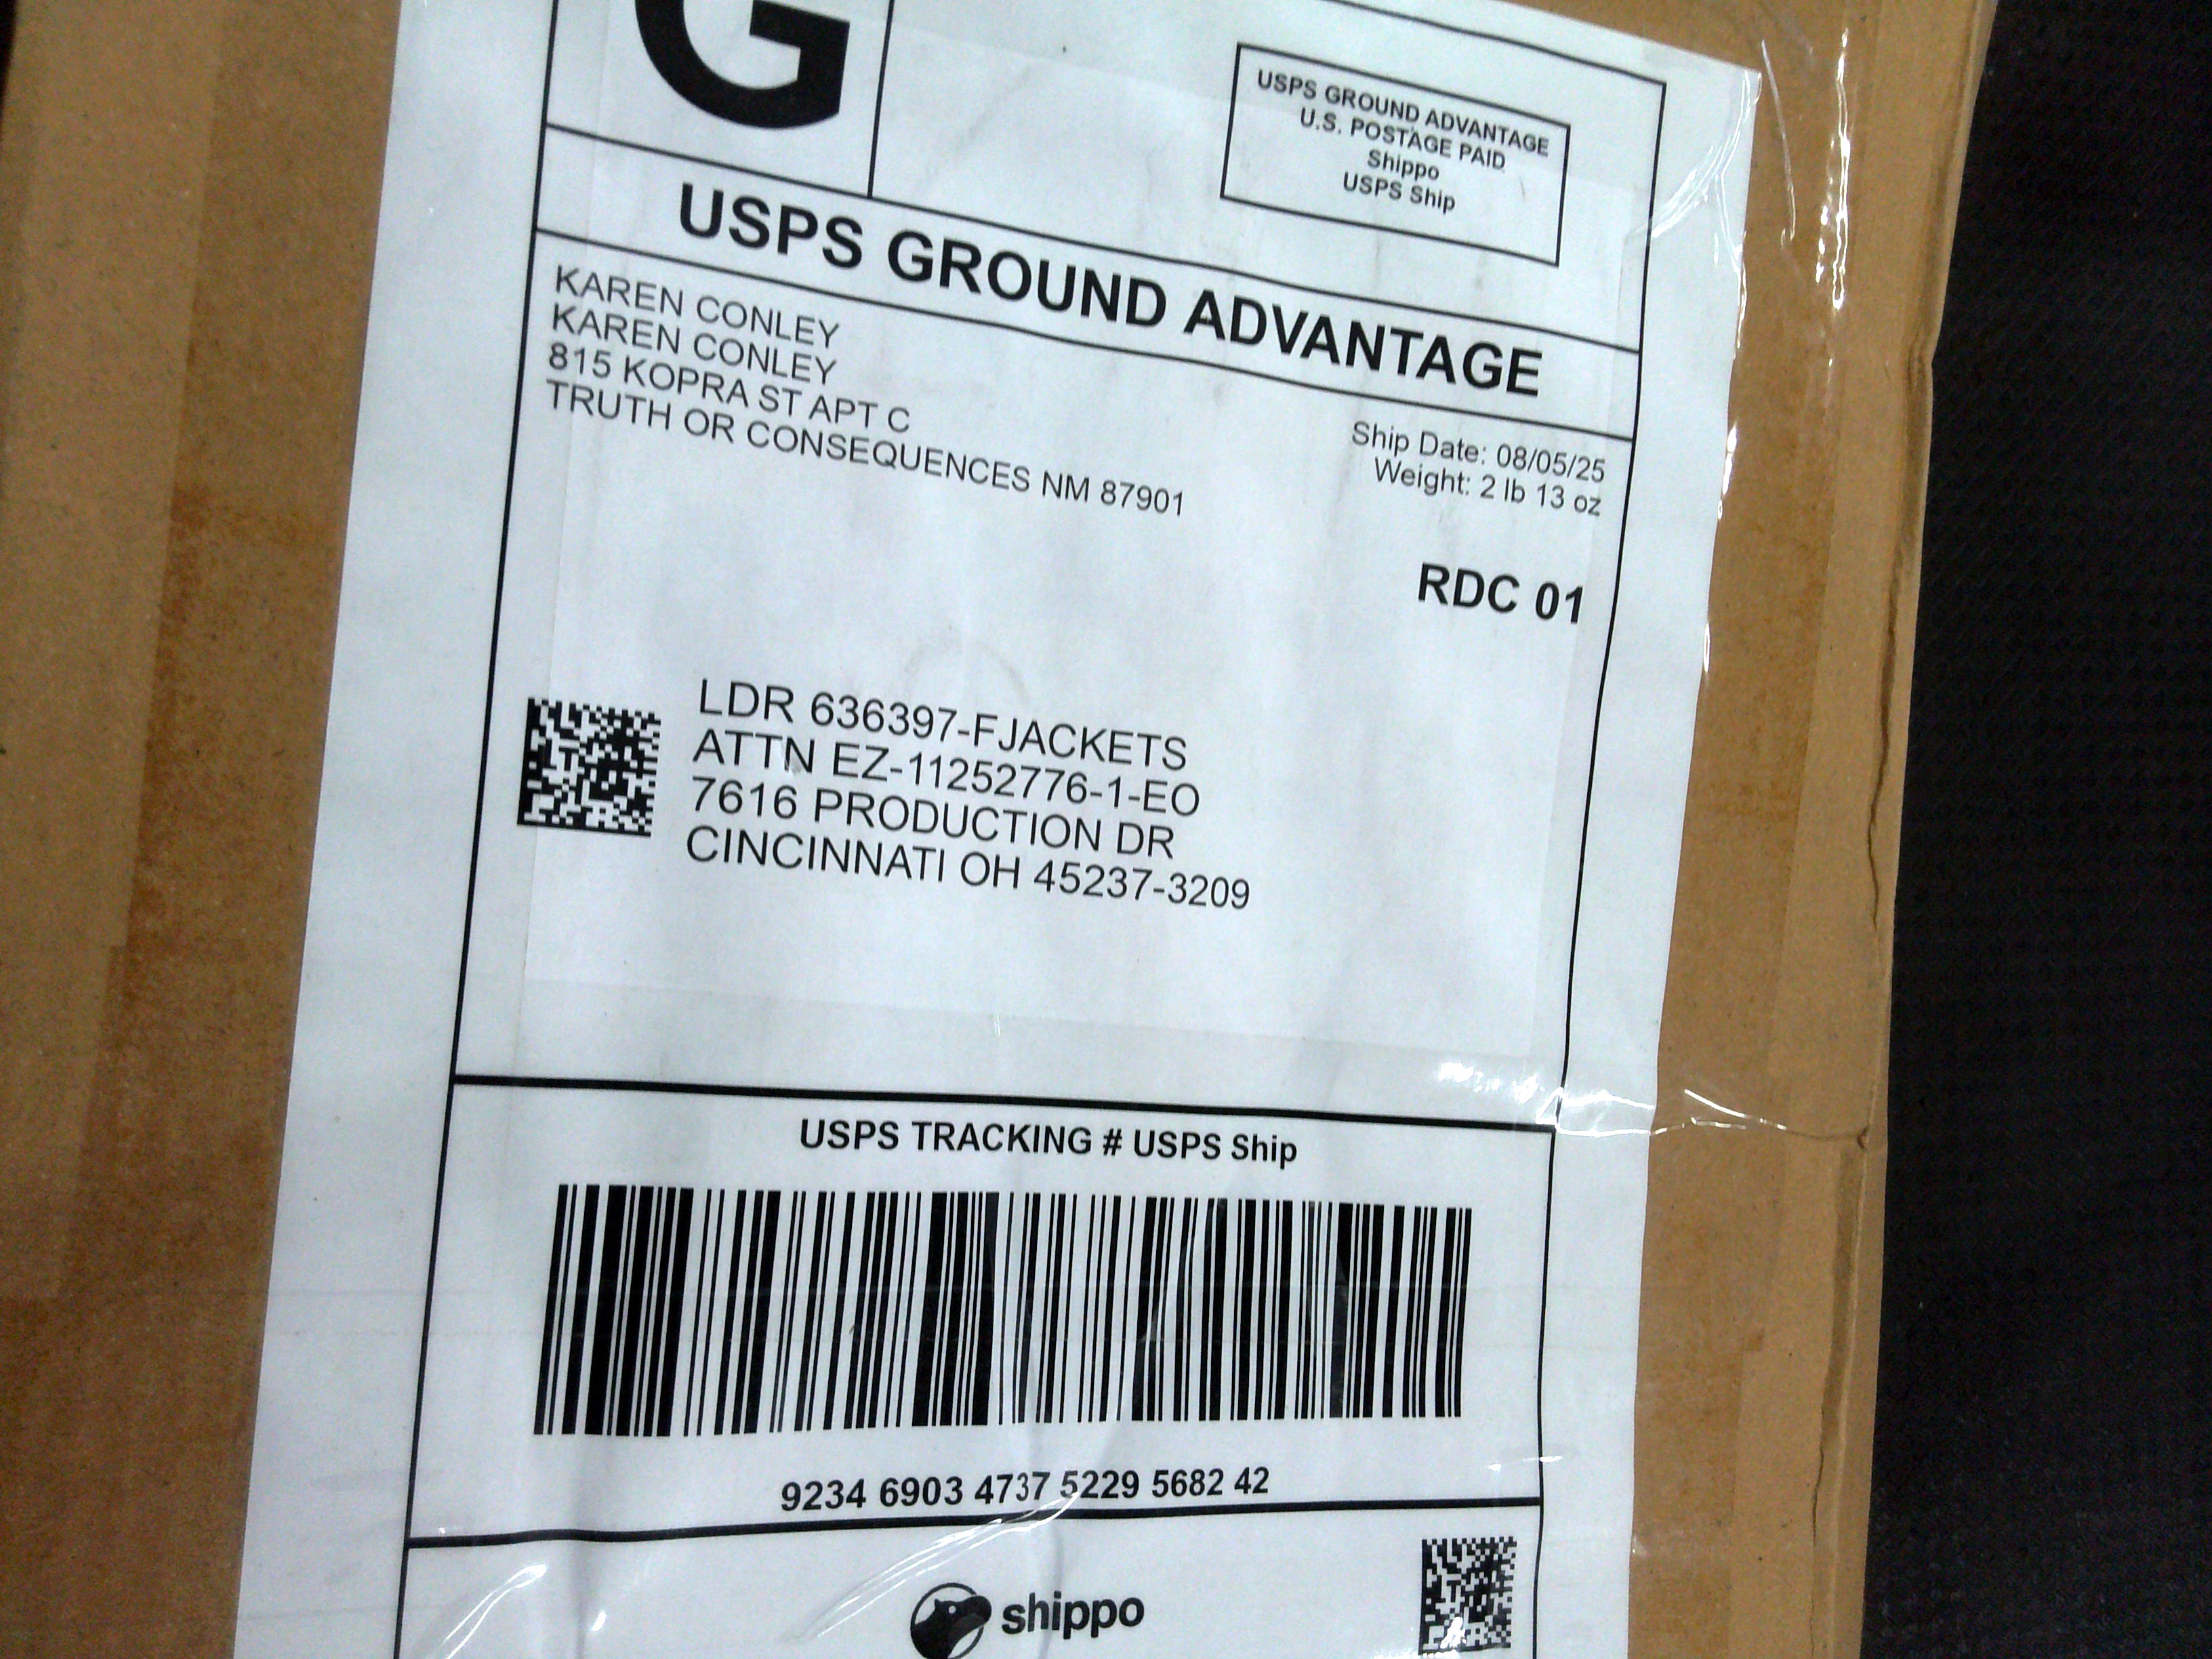 G
USPS GROUND ADVANTAGE
U.S. POSTAGE PAID
Shippo
USPS Ship
USPS GROUND ADVANTAGE
KAREN CONLEY
KAREN CONLEY
815 KOPRA ST APT C
TRUTH OR CONSEQUENCES NM 87901
Ship Date: 08/05/25
Weight: 2 lb 13 oz
RDC 01
LDR 636397-FJACKETS
ATTN EZ-11252776-1-EO
7616 PRODUCTION DR
CINCINNATI OH 45237-3209
USPS TRACKING # USPS Ship
9234 6903 4737 5229 5682 42
shippo